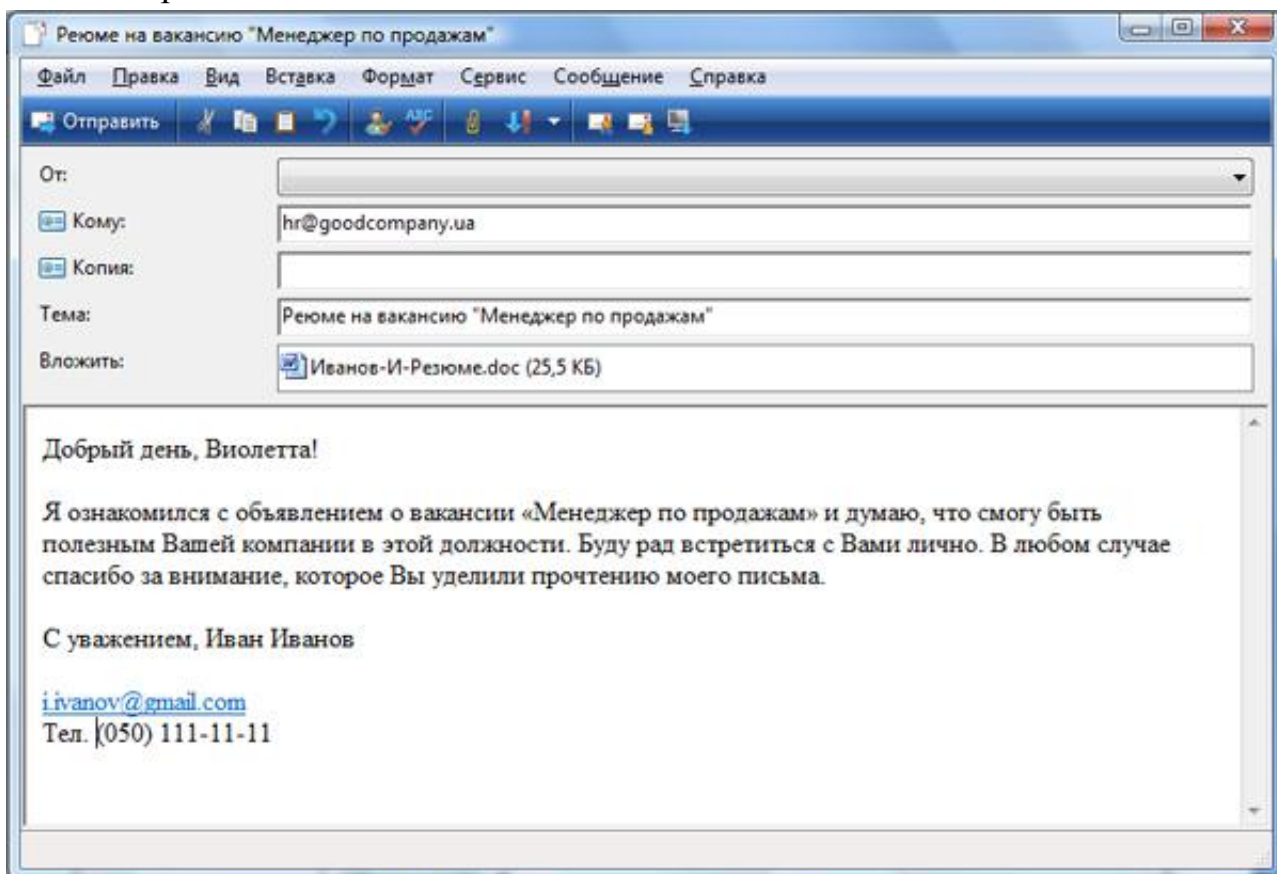 Реюме на вакансию "Менеджер по продажам"
Файл Правка Вид Вставка Формат Сервис Сообщение Справка
Отправить ABC
От:
Кому: hr@goodcompany.ua
Копия:
Тема: Реюме на вакансию "Менеджер по продажам"
Вложить: Иванов-И-Резюме.doc (25,5 КБ)
Добрый день, Виолетта!
Я ознакомился с объявлением о вакансии «Менеджер по продажам» и думаю, что смогу быть
полезным Вашей компании в этой должности. Буду рад встретиться с Вами лично. В любом случае
спасибо за внимание, которое Вы уделили прочтению моего письма.
С уважением, Иван Иванов
i.ivanov@gmail.com
Тел. (050) 111-11-11